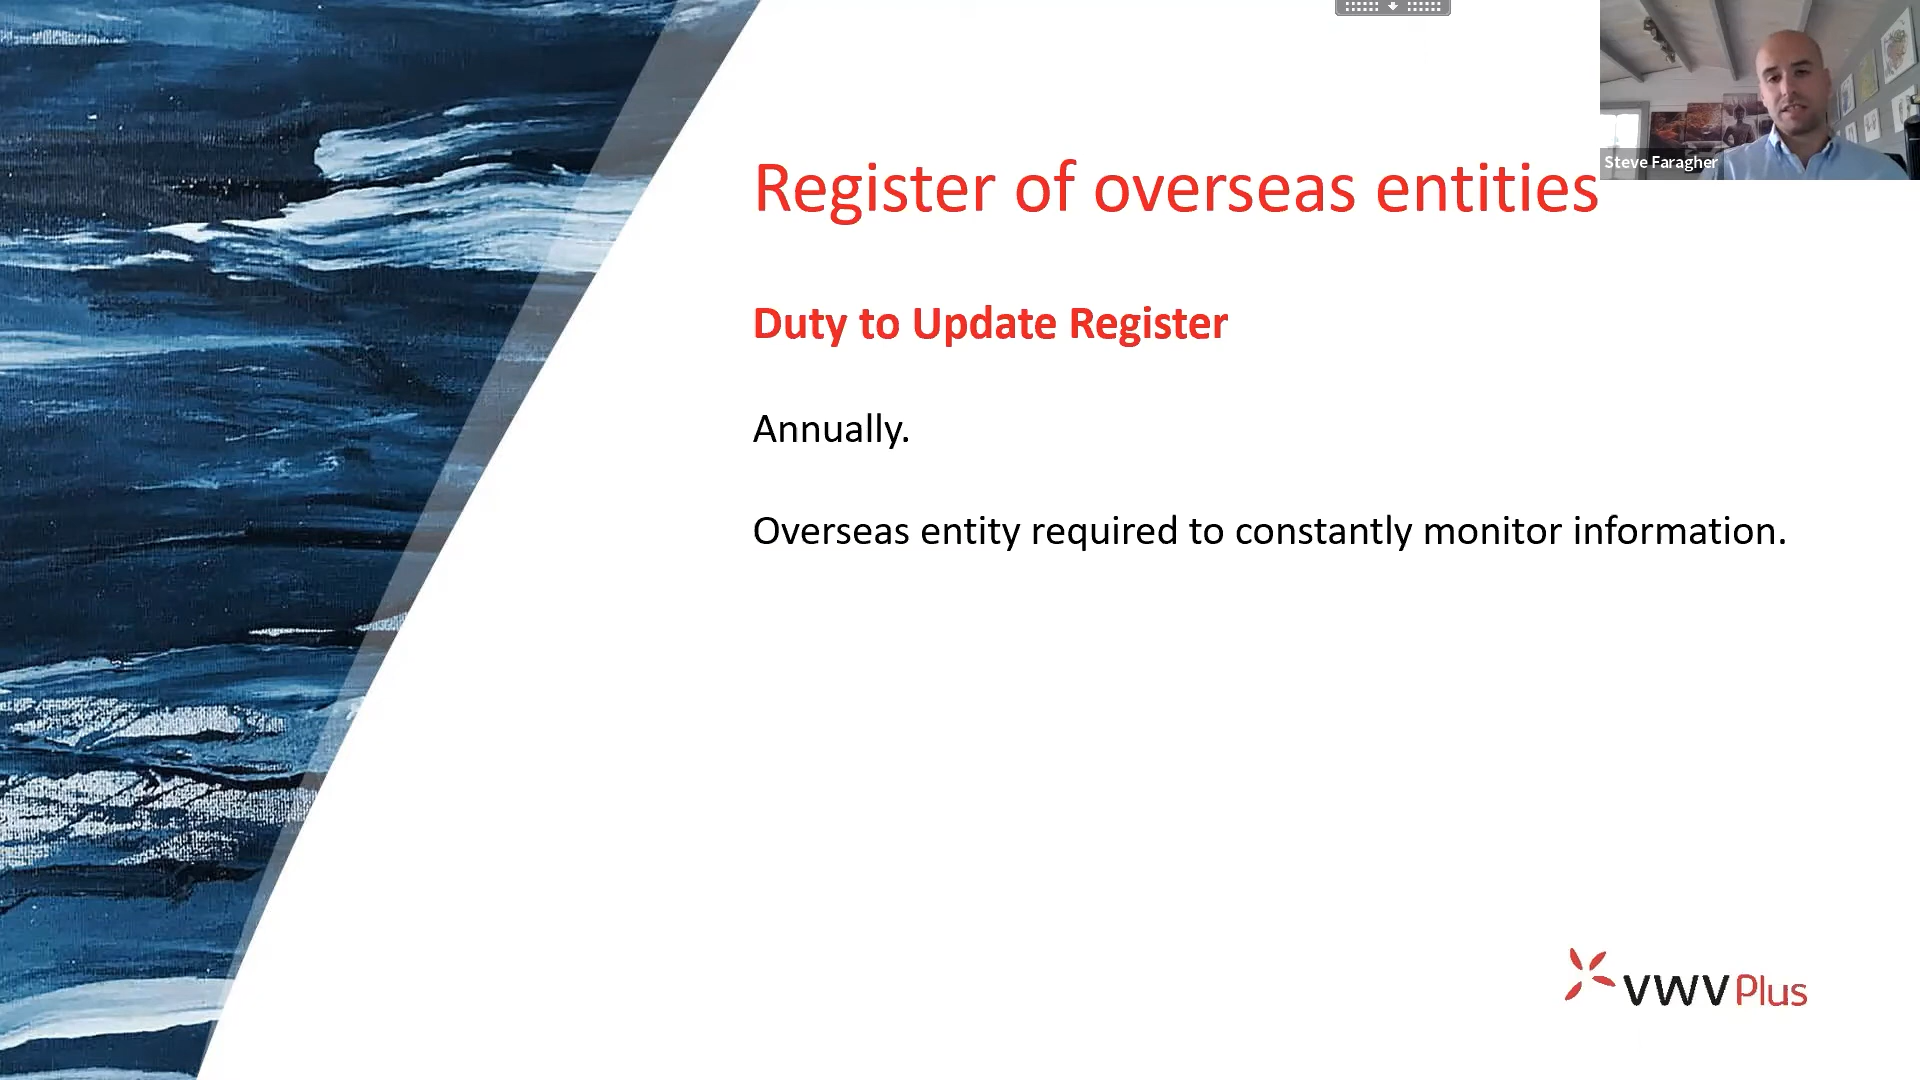 Steve Faragher
Register of overseas entities
Duty to Update Register
Annually.
Overseas entity required to constantly monitor information.
VWV Plus